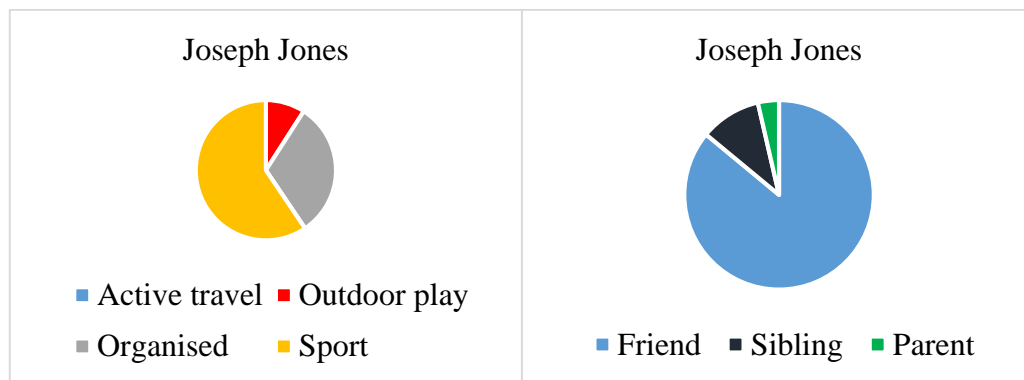 Joseph Jones
Active travel Outdoor play
Organised Sport
Joseph Jones
Friend Sibling Parent